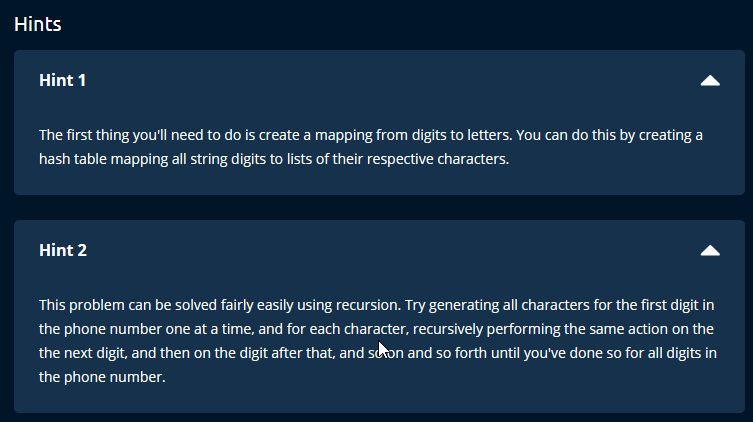 Hints
Hint 1
The first thing you'll need to do is create a mapping from digits to letters. You can do this by creating a
hash table mapping all string digits to lists of their respective characters.
Hint 2
This problem can be solved fairly easily using recursion. Try generating all characters for the first digit in
the phone number one at a time, and for each character, recursively performing the same action on the
the next digit, and then on the digit after that, and so on and so forth until you've done so for all digits in
the phone number.